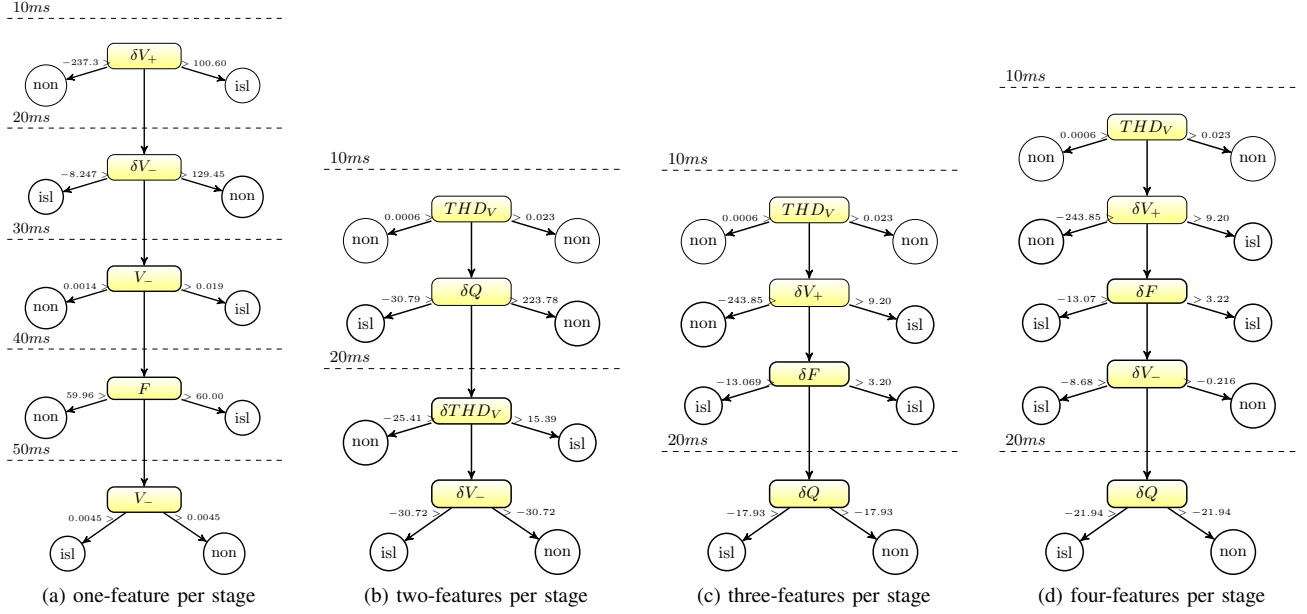 10ms
δV₊
−237.3 > > 100.60
non isl
20ms
δV₋
−8.247 > > 129.45
isl non
30ms
V₋
0.0014 > > 0.019
non isl
40ms
F
59.96 > > 60.00
non isl
50ms
V₋
0.0045 > > 0.0045
isl non
(a) one-feature per stage
10ms
THD_V
0.0006 > > 0.023
non non
δQ
−30.79 > > 223.78
isl non
20ms
δTHD_V
−25.41 > > 15.39
non isl
δV₋
−30.72 > > −30.72
isl non
(b) two-features per stage
10ms
THD_V
0.0006 > > 0.023
non non
δV₊
−243.85 > > 9.20
non isl
δF
−13.069 > > 3.20
isl isl
20ms
δQ
−17.93 > > −17.93
isl non
(c) three-features per stage
10ms
THD_V
0.0006 > > 0.023
non non
δV₊
−243.85 > > 9.20
non isl
δF
−13.07 > > 3.22
isl isl
δV₋
−8.68 > > −0.216
isl non
20ms
δQ
−21.94 > > −21.94
isl non
(d) four-features per stage